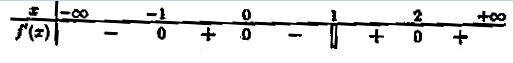 x -∞ -1 0 1 2 +∞
f'(x) - 0 + 0 - || + 0 +